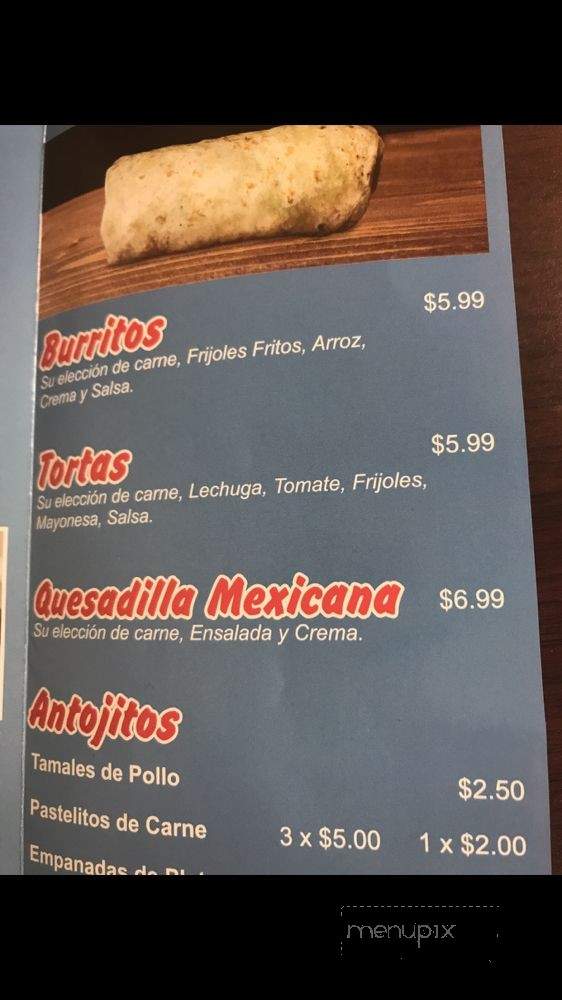 $5.99
Burritos
Su elección de carne, Frijoles Fritos, Arroz,
Crema y Salsa.
$5.99
Tortas
Su elección de carne, Lechuga, Tomate, Frijoles,
Mayonesa, Salsa.
Quesadilla Mexicana $6.99
Su elección de carne, Ensalada y Crema.
Antojitos
Tamales de Pollo $2.50
Pastelitos de Carne 3 x $5.00 1 x $2.00
Empanadas de
menupix